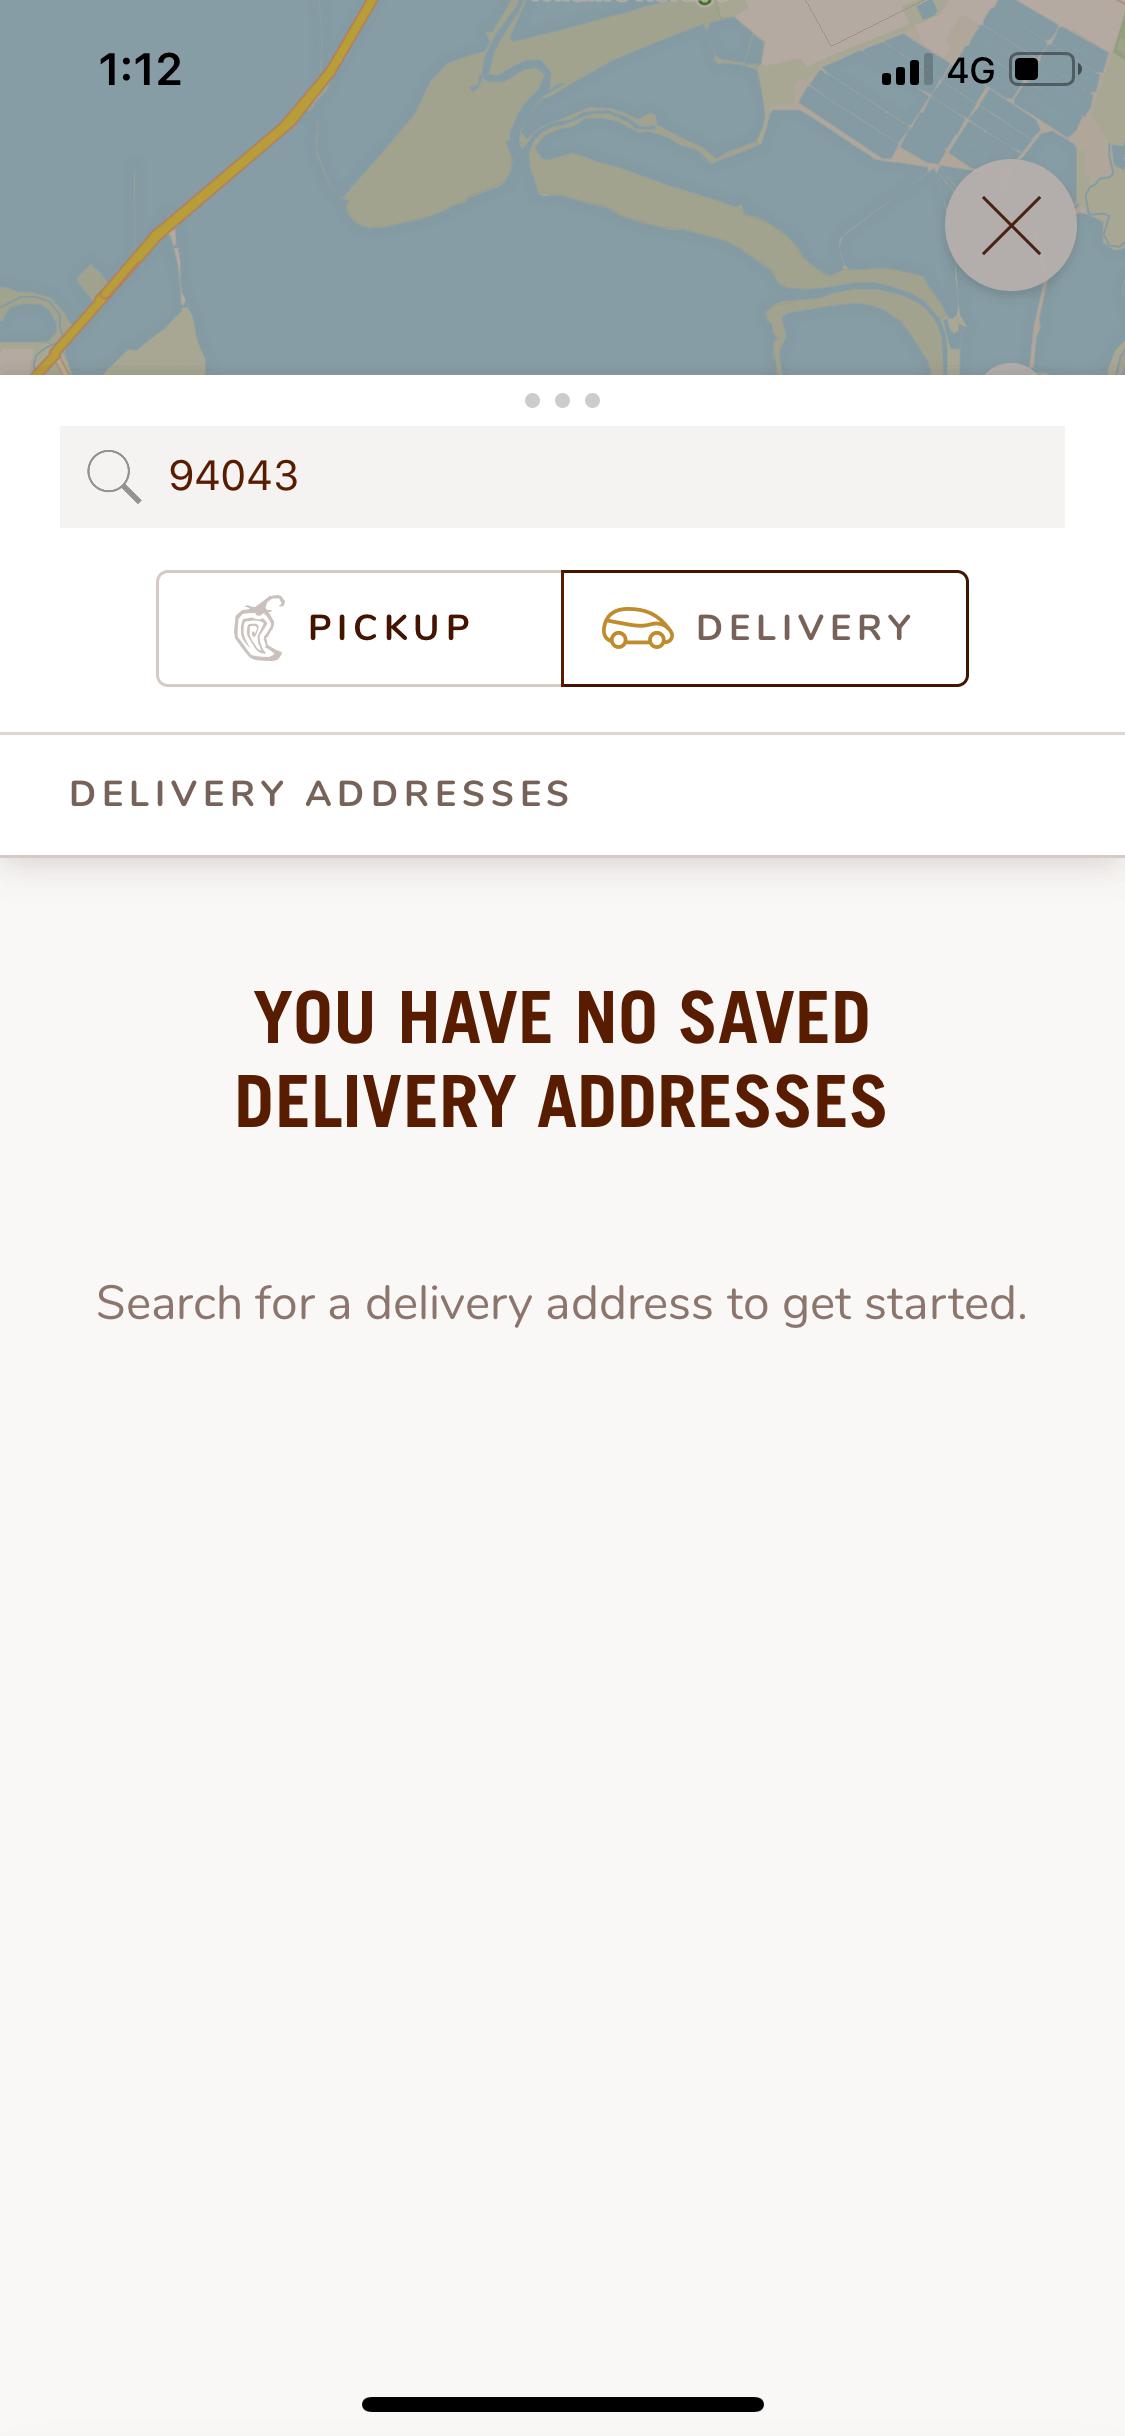 1:12
4G
94043
PICKUP
DELIVERY
DELIVERY ADDRESSES
YOU HAVE NO SAVED
DELIVERY ADDRESSES
Search for a delivery address to get started.